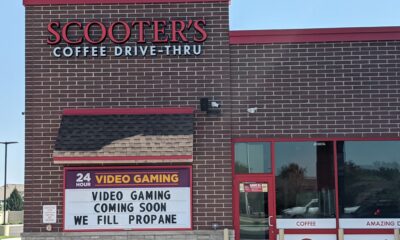 SCOOTER'S
COFFEE DRIVE-THRU
24 HOUR VIDEO GAMING
VIDEO GAMING
COMING SOON
WE FILL PROPANE
COFFEE
AMAZING